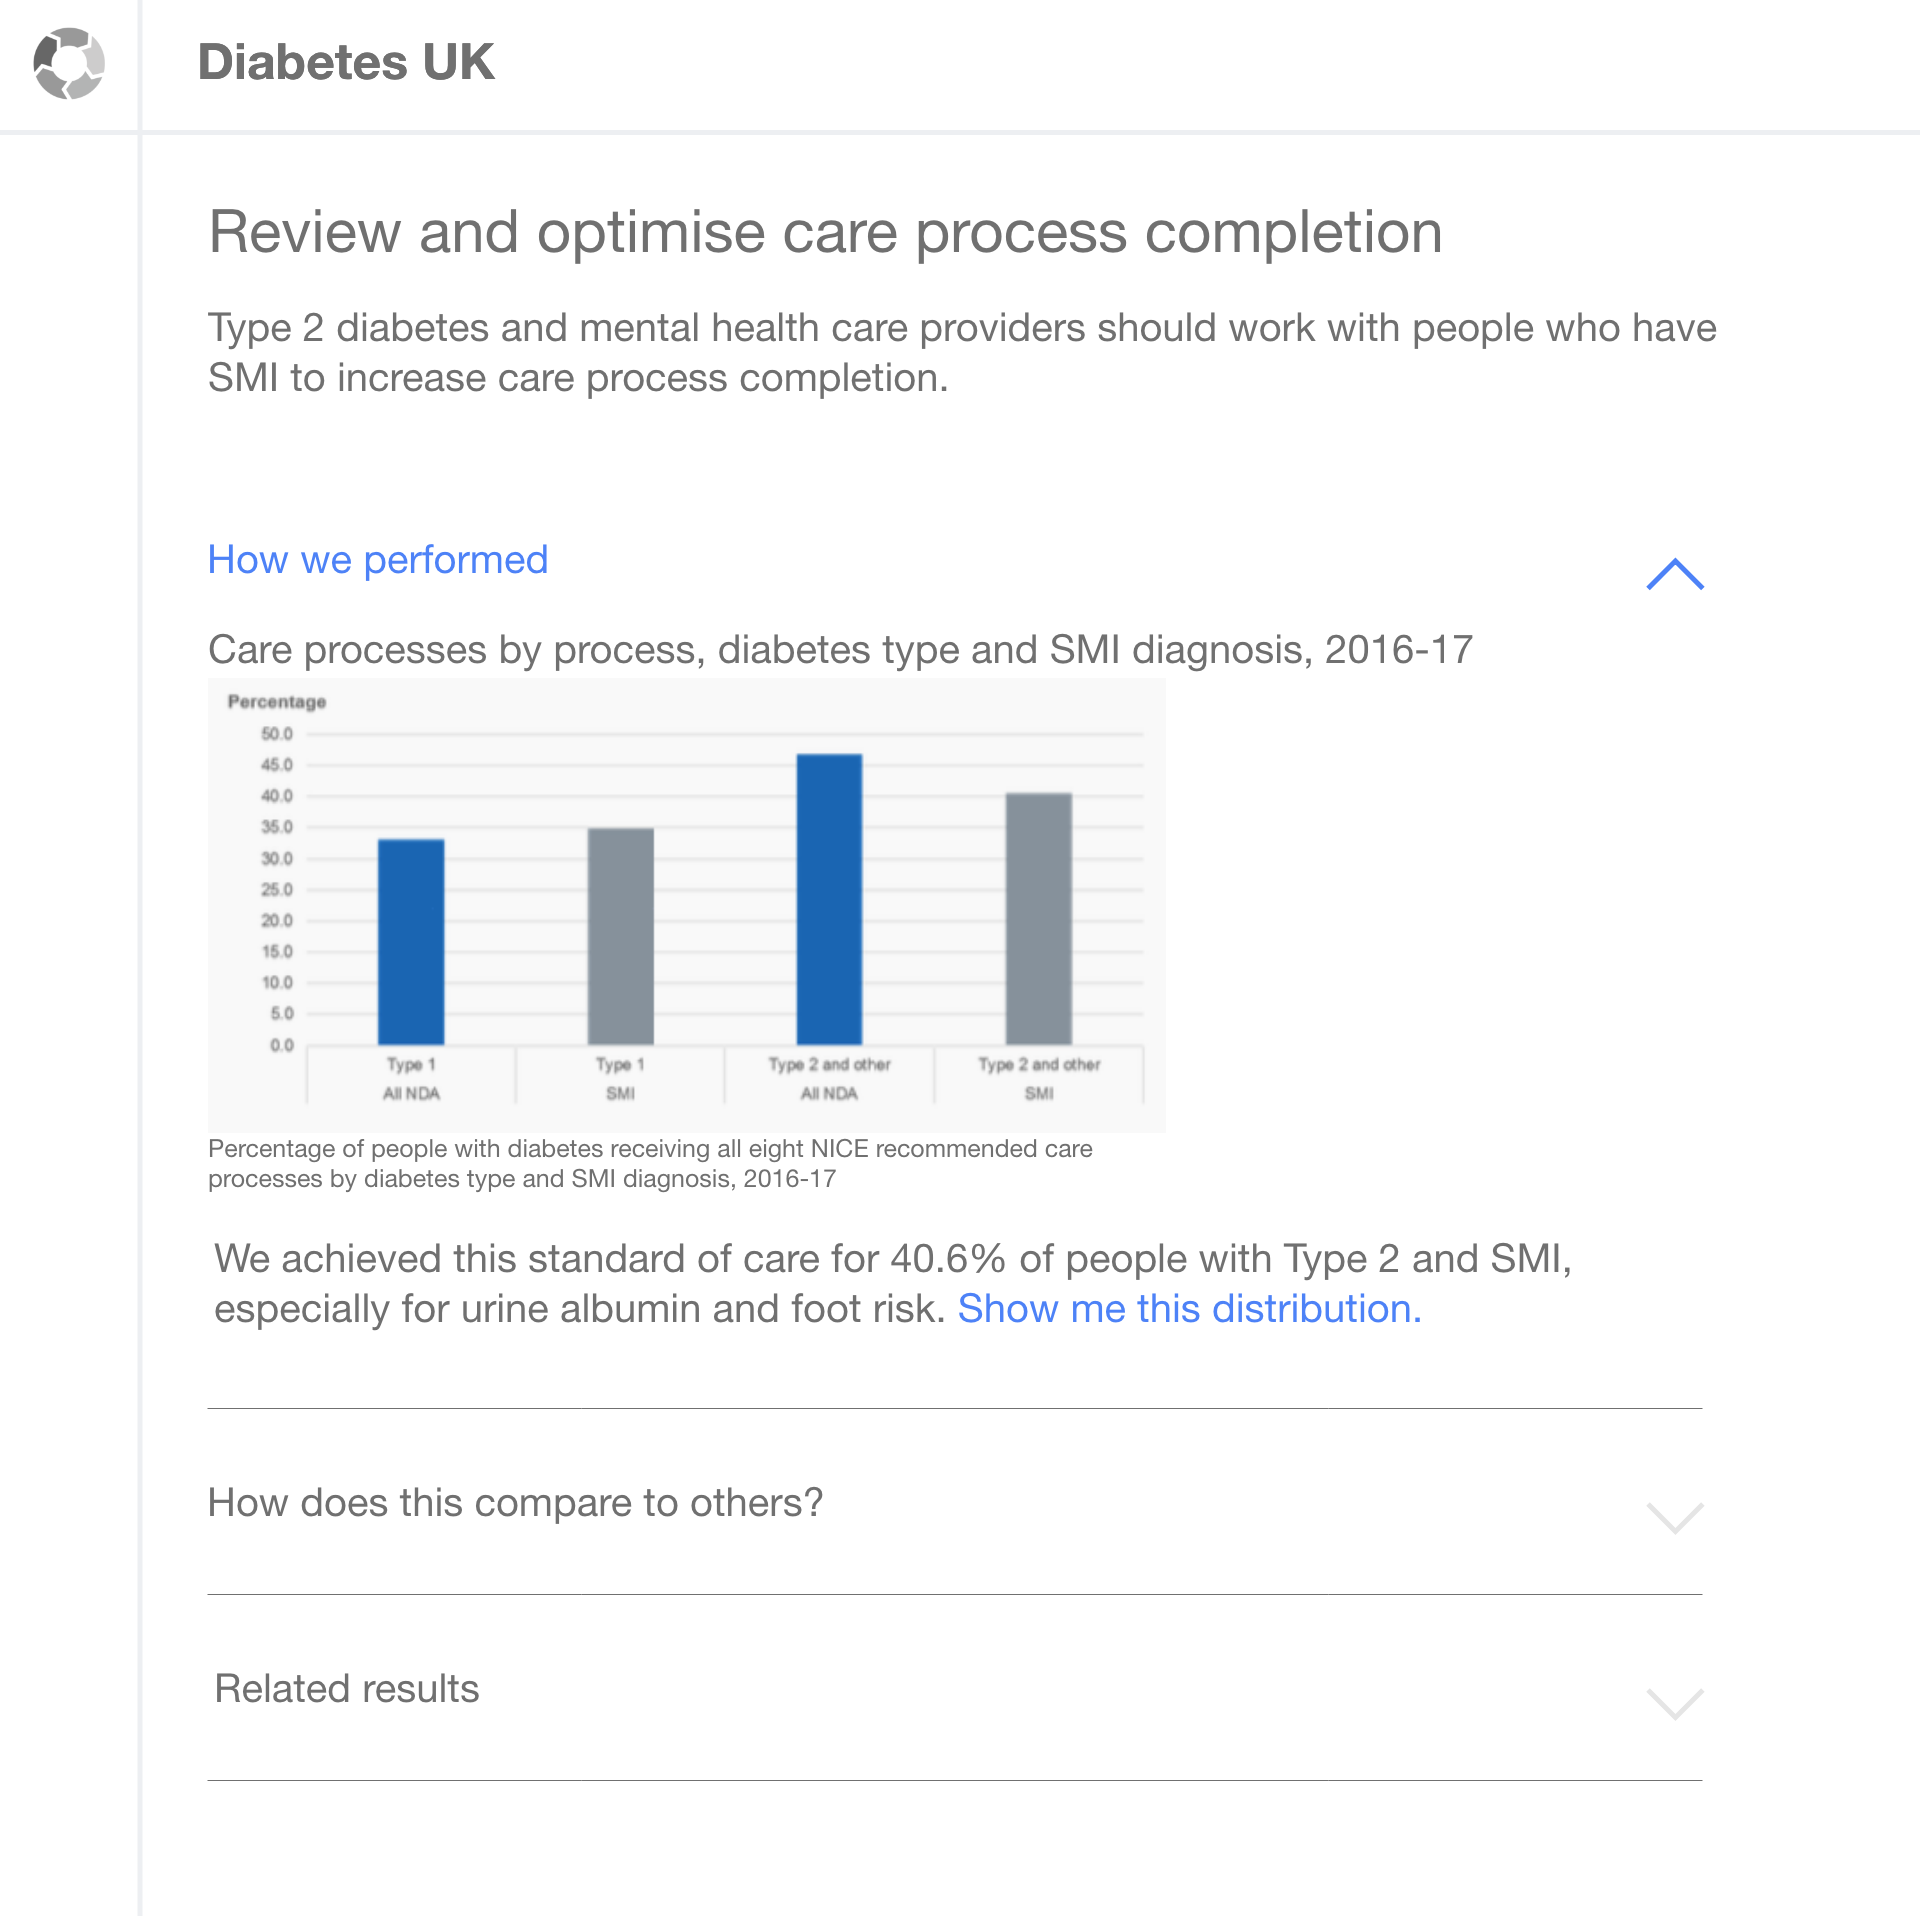 Diabetes UK
Review and optimise care process completion
Type 2 diabetes and mental health care providers should work with people who have
SMI to increase care process completion.
How we performed
Care processes by process, diabetes type and SMI diagnosis, 2016-17
Percentage
50.0
45.0
40.0
35.0
30.0
25.0
20.0
15.0
10.0
5.0
0.0
Type 1 Type 1 Type 2 and other Type 2 and other
All NDA SMI All NDA SMI
Percentage of people with diabetes receiving all eight NICE recommended care
processes by diabetes type and SMI diagnosis, 2016-17
We achieved this standard of care for 40.6% of people with Type 2 and SMI,
especially for urine albumin and foot risk. Show me this distribution.
How does this compare to others?
Related results